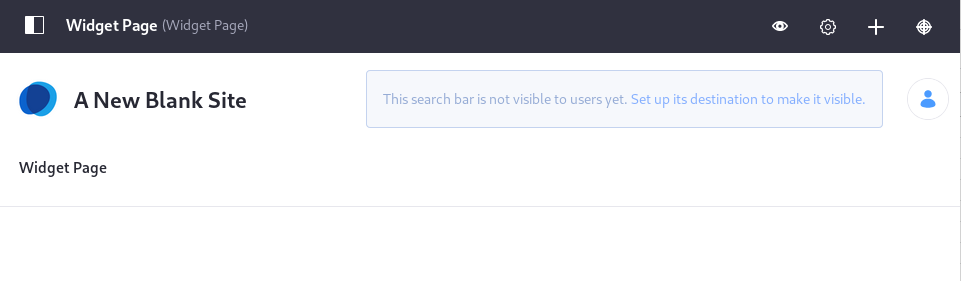 Widget Page (Widget Page)
A New Blank Site
This search bar is not visible to users yet. Set up its destination to make it visible.
Widget Page